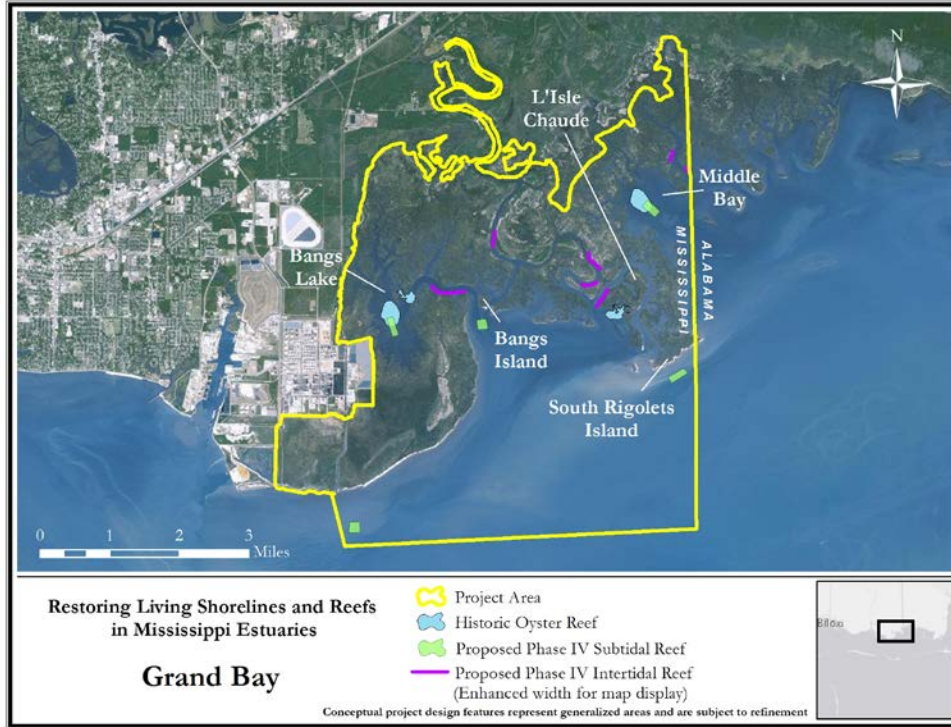 N
L'Isle
Chaude
Middle
Bay
MISSISSIPPI
ALABAMA
Bangs
Lake
Bangs
Island
South Rigolets
Island
0 1 2 3
Miles
Restoring Living Shorelines and Reefs
in Mississippi Estuaries
Grand Bay
Project Area
Historic Oyster Reef
Proposed Phase IV Subtidal Reef
Proposed Phase IV Intertidal Reef
(Enhanced width for map display)
Conceptual project design features represent generalized areas and are subject to refinement
Biloxi